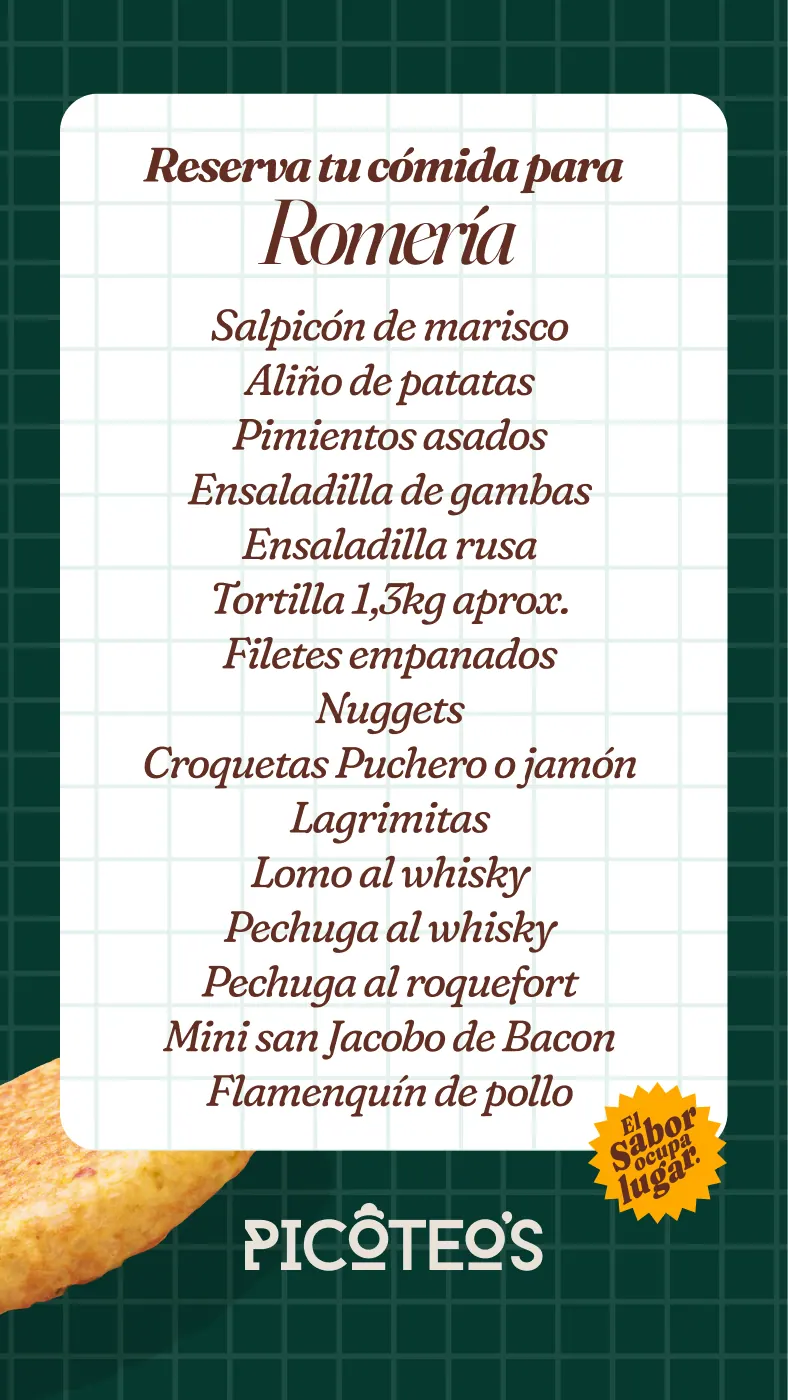 Reserva tu cómida para
Romería
Salpicón de marisco
Aliño de patatas
Pimientos asados
Ensaladilla de gambas
Ensaladilla rusa
Tortilla 1,3kg aprox.
Filetes empanados
Nuggets
Croquetas Puchero o jamón
Lagrimitas
Lomo al whisky
Pechuga al whisky
Pechuga al roquefort
Mini san Jacobo de Bacon
Flamenquín de pollo
El
Sabor
ocupa
lugar.
PICÔTEO'S